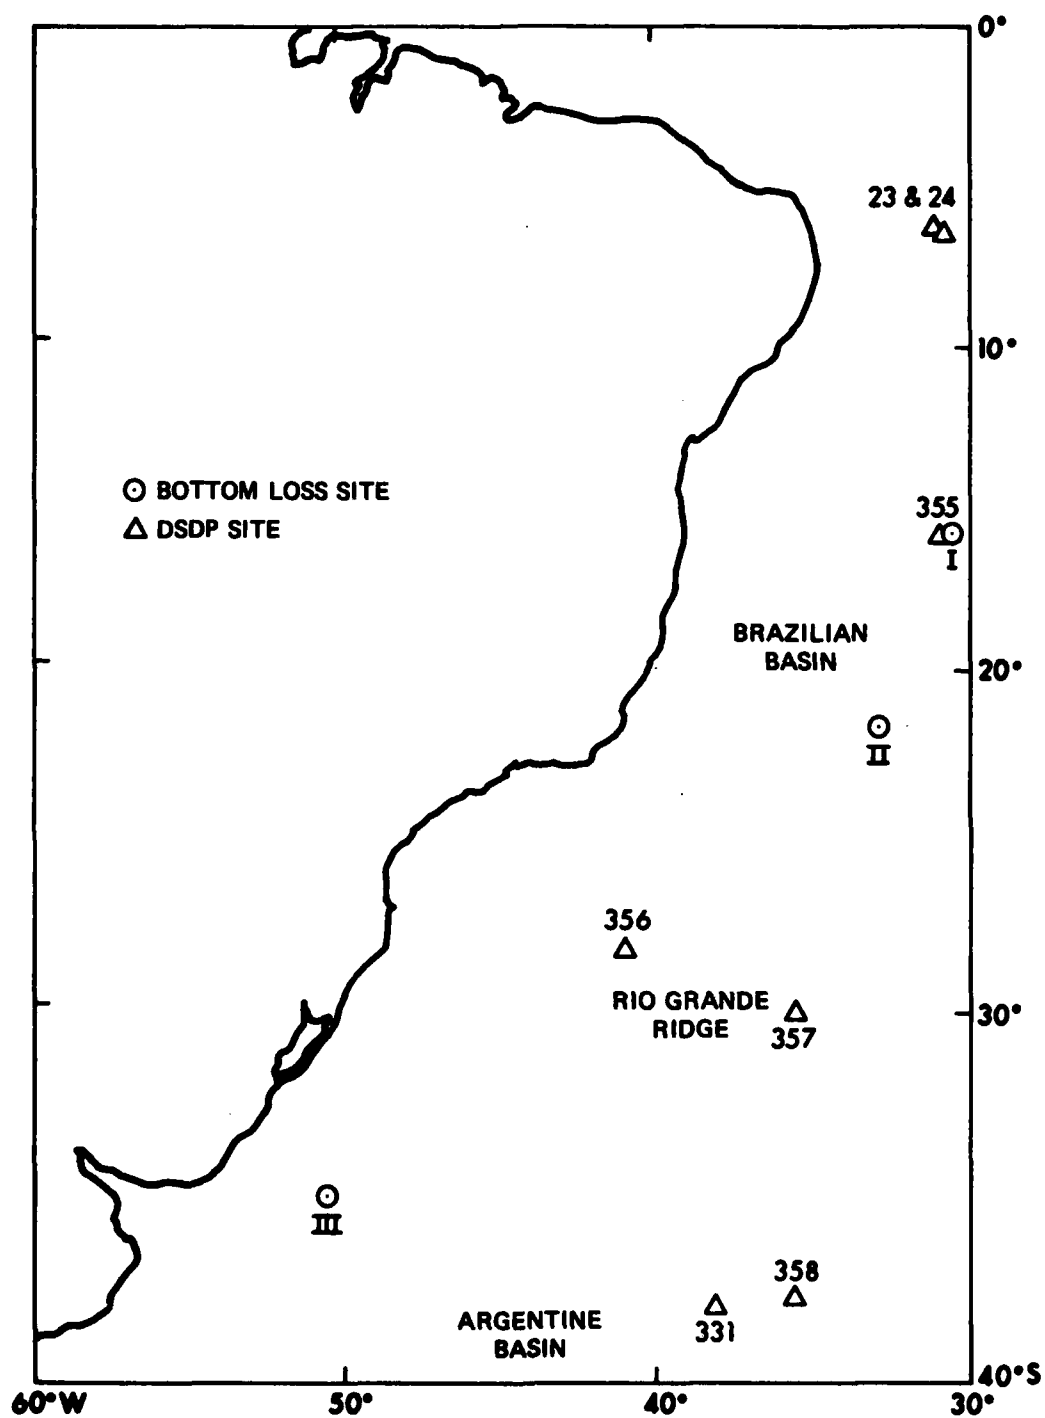 0°
23 & 24
10°
BOTTOM LOSS SITE
DSDP SITE
355
I
BRAZILIAN
BASIN
20°
II
356
RIO GRANDE
RIDGE
30°
357
III
358
331
ARGENTINE
BASIN
40°S
60°W
50°
40°
30°